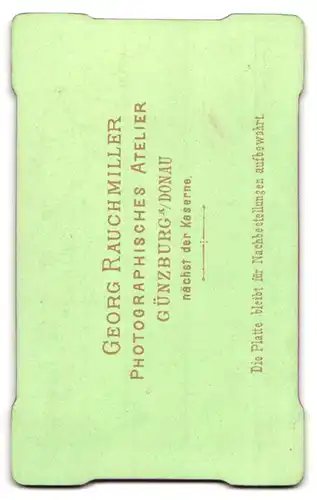 GEORG RAUCHMILLER
PHOTOGRAPHISCHES ATELIER
GÜNZBURG a/DONAU
nächst der Kaserne.
Die Platte bleibt für Nachbestellungen aufbewahrt.